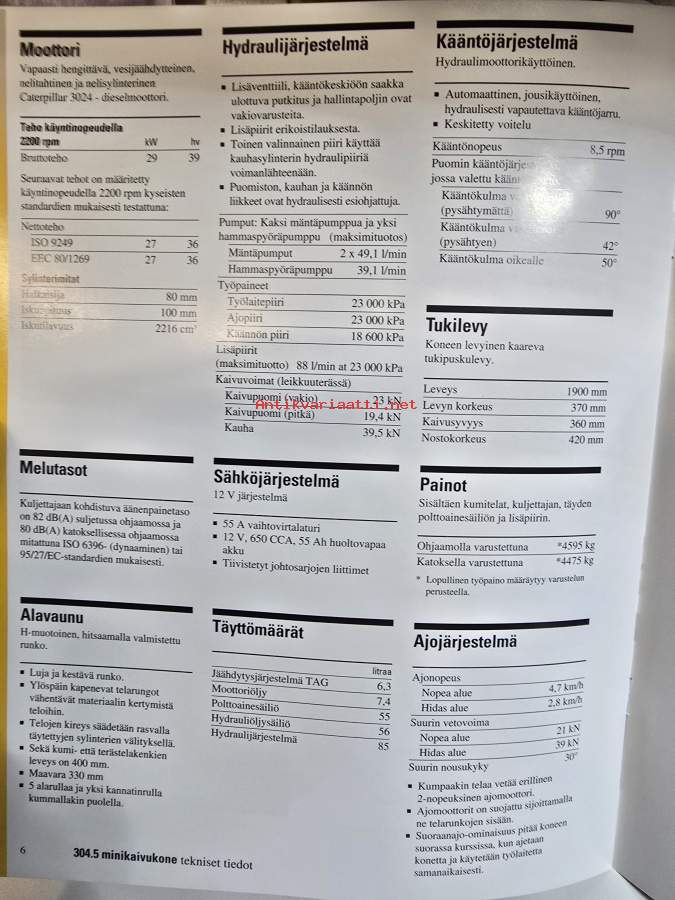 Moottori
Vapaasti hengittävä, vesijäähdytteinen,
nelitahtinen ja nelisylinterinen
Caterpillar 3024 - dieselmoottori.
Teho käyntinopeudella
2200 rpm kW hv
Bruttoteho 29 39
Seuraavat tehot on määritetty
käyntinopeudella 2200 rpm kyseisten
standardien mukaisesti testattuna:
Nettoteho
ISO 9249 27 36
EEC 80/1269 27 36
Sylinterimitat
Halkaisija 80 mm
Iskunpituus 100 mm
Iskutilavuus 2216 cm³
Melutasot
Kuljettajaan kohdistuva äänenpainetaso
on 82 dB(A) suljetussa ohjaamossa ja
80 dB(A) katoksellisessa ohjaamossa
mitattuna ISO 6396- (dynaaminen) tai
95/27/EC-standardien mukaisesti.
Alavaunu
H-muotoinen, hitsaamalla valmistettu
runko.
▪ Luja ja kestävä runko.
▪ Ylöspäin kapenevat telarungot
vähentävät materiaalin kertymistä
teloihin.
▪ Telojen kireys säädetään rasvalla
täytettyjen sylinterien välityksellä.
▪ Sekä kumi- että terästelakenkien
leveys on 400 mm.
▪ Maavara 330 mm
▪ 5 alarullaa ja yksi kannatinrulla
kummallakin puolella.
Hydraulijärjestelmä
▪ Lisäventtiili, kääntökeskiöön saakka
ulottuva putkitus ja hallintapoljin ovat
vakiovarusteita.
▪ Lisäpiirit erikoistilauksesta.
▪ Toinen valinnainen piiri käyttää
kauhasylinterin hydraulipiiriä
voimanlähteenään.
▪ Puomiston, kauhan ja käännön
liikkeet ovat hydraulisesti esiohjattuja.
Pumput: Kaksi mäntäpumppua ja yksi
hammaspyöräpumppu (maksimituotos)
Mäntäpumput 2 x 49,1 l/min
Hammaspyöräpumppu 39,1 l/min
Työpaineet
Työlaitepiiri 23 000 kPa
Ajopiiri 23 000 kPa
Käännön piiri 18 600 kPa
Lisäpiirit
(maksimituotto) 88 l/min at 23 000 kPa
Kaivuvoimat (leikkuuterässä)
Kaivupuomi (vakio) 23 kN
Antikvariaatti.net
Kaivupuomi (pitkä) 19,4 kN
Kauha 39,5 kN
Sähköjärjestelmä
12 V järjestelmä
▪ 55 A vaihtovirtalaturi
▪ 12 V, 650 CCA, 55 Ah huoltovapaa
akku
▪ Tiivistetyt johtosarjojen liittimet
Täyttömäärät
litraa
Jäähdytysjärjestelmä TAG 6,3
Moottoriöljy 7,4
Polttoainesäiliö 55
Hydrauliöljysäiliö 56
Hydraulijärjestelmä 85
Kääntöjärjestelmä
Hydraulimoottorikäyttöinen.
▪ Automaattinen, jousikäyttöinen,
hydraulisesti vapautettava kääntöjarru.
▪ Keskitetty voitelu
Kääntönopeus 8,5 rpm
Puomin
jossa valettu
Kääntökulma
(pysähtymättä) 90°
Kääntökulma
(pysähtyen) 42°
Kääntökulma oikealle 50°
Tukilevy
Koneen levyinen kaareva
tukipuskulevy.
Leveys 1900 mm
Levyn korkeus 370 mm
Kaivusyvyys 360 mm
Nostokorkeus 420 mm
Painot
Sisältäen kumitelat, kuljettajan, täyden
polttoainesäiliön ja lisäpiirin.
Ohjaamolla varustettuna *4595 kg
Katoksella varustettuna *4475 kg
* Lopullinen työpaino määräytyy varustelun
perusteella.
Ajojärjestelmä
Ajonopeus
Nopea alue 4,7 km/h
Hidas alue 2,8 km/h
Suurin vetovoima
Nopea alue 21 kN
Hidas alue 39 kN
Suurin nousukyky 30°
▪ Kumpaakin telaa vetää erillinen
2-nopeuksinen ajomoottori.
▪ Ajomoottorit on suojattu sijoittamalla
ne telarunkojen sisään.
▪ Suoraanajo-ominaisuus pitää koneen
suorassa kurssissa, kun ajetaan
konetta ja käytetään työlaitetta
samanaikaisesti.
6 304.5 minikaivukone tekniset tiedot